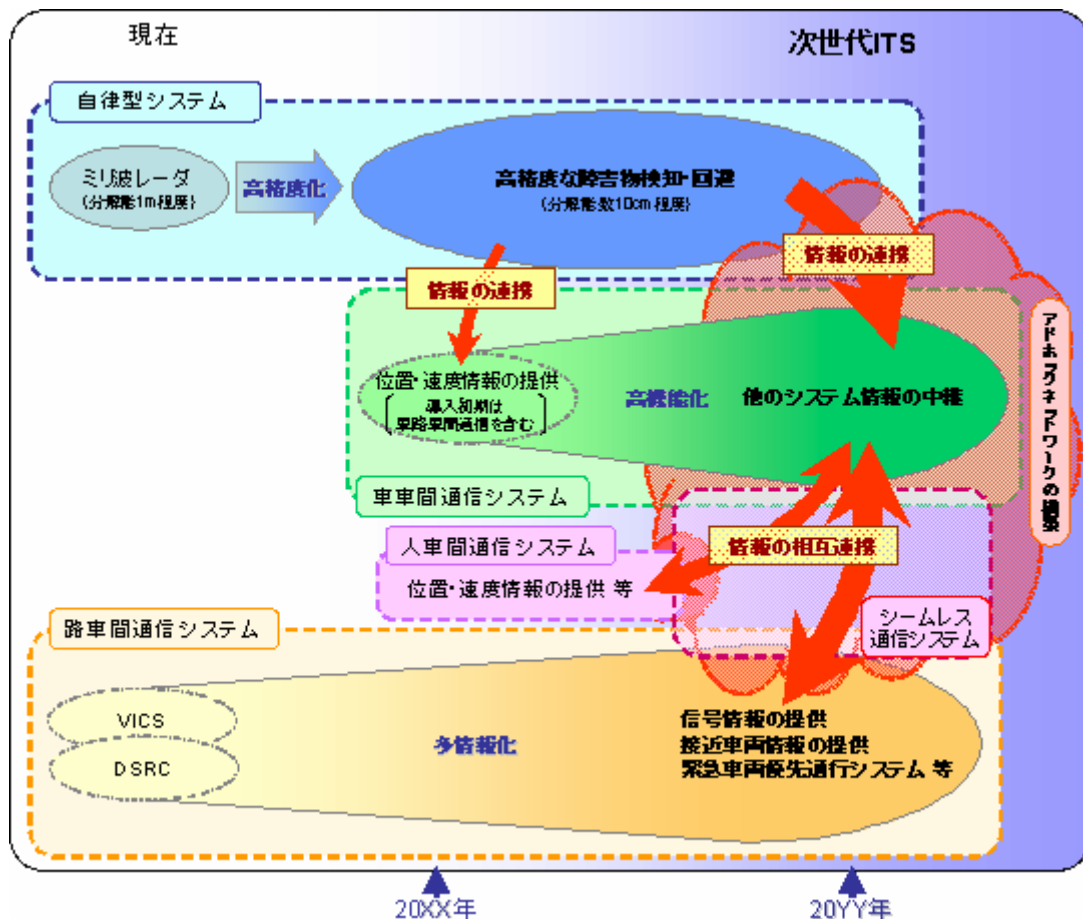 現在
次世代ITS
自律型システム
ミリ波レーダ
(分解能1m程度)
高精度化
高精度な障害物検知・回避
(分解能数10cm程度)
情報の連携
情報の連携
アドホックネットワークの構築
位置・速度情報の提供
導入初期は
車路車間通信を含む
高機能化
他のシステム情報の中継
車車間通信システム
人車間通信システム
情報の相互連携
位置・速度情報の提供 等
シームレス
通信システム
路車間通信システム
VICS
DSRC
多情報化
信号情報の提供
接近車両情報の提供
緊急車両優先通行システム 等
20XX年
20YY年